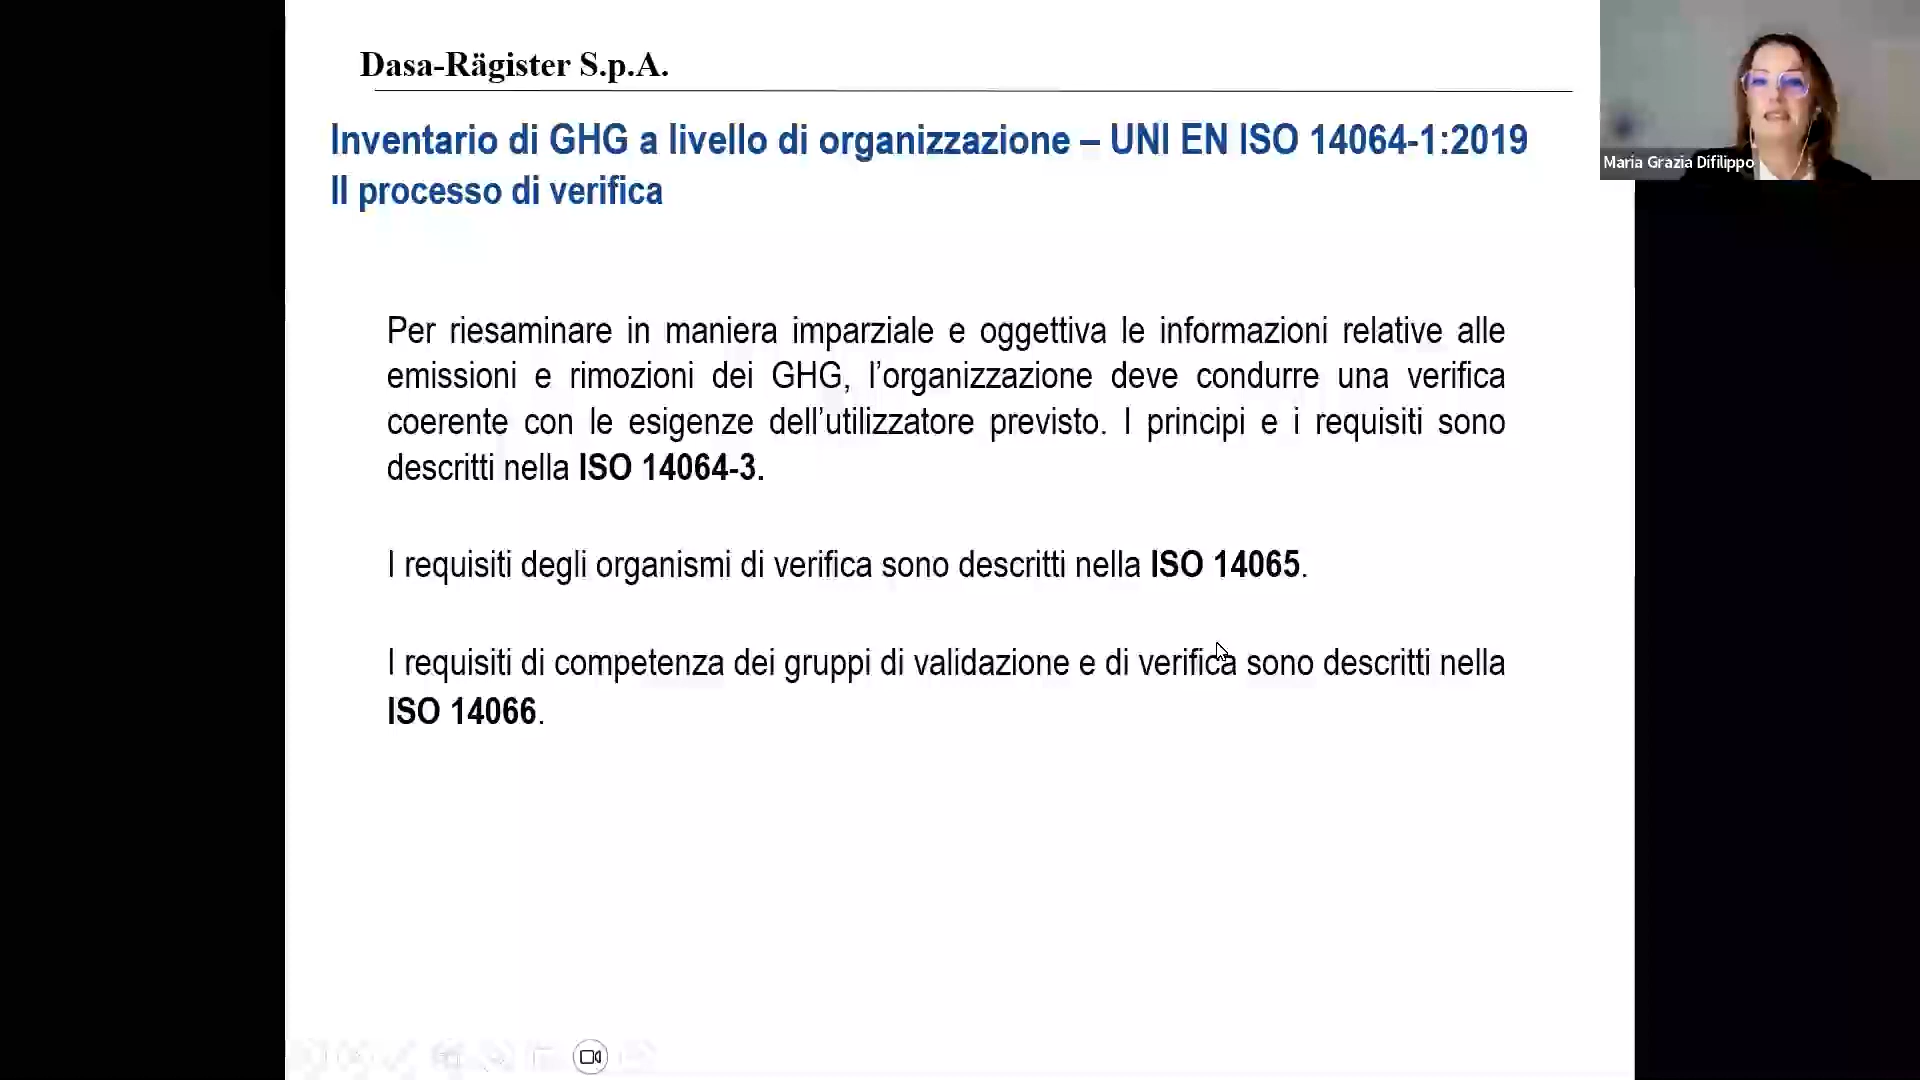 Dasa-Rägister S.p.A.
Inventario di GHG a livello di organizzazione – UNI EN ISO 14064-1:2019
Il processo di verifica
Maria Grazia Difilippo
Per riesaminare in maniera imparziale e oggettiva le informazioni relative alle
emissioni e rimozioni dei GHG, l’organizzazione deve condurre una verifica
coerente con le esigenze dell’utilizzatore previsto. I principi e i requisiti sono
descritti nella ISO 14064-3.
I requisiti degli organismi di verifica sono descritti nella ISO 14065.
I requisiti di competenza dei gruppi di validazione e di verifica sono descritti nella
ISO 14066.